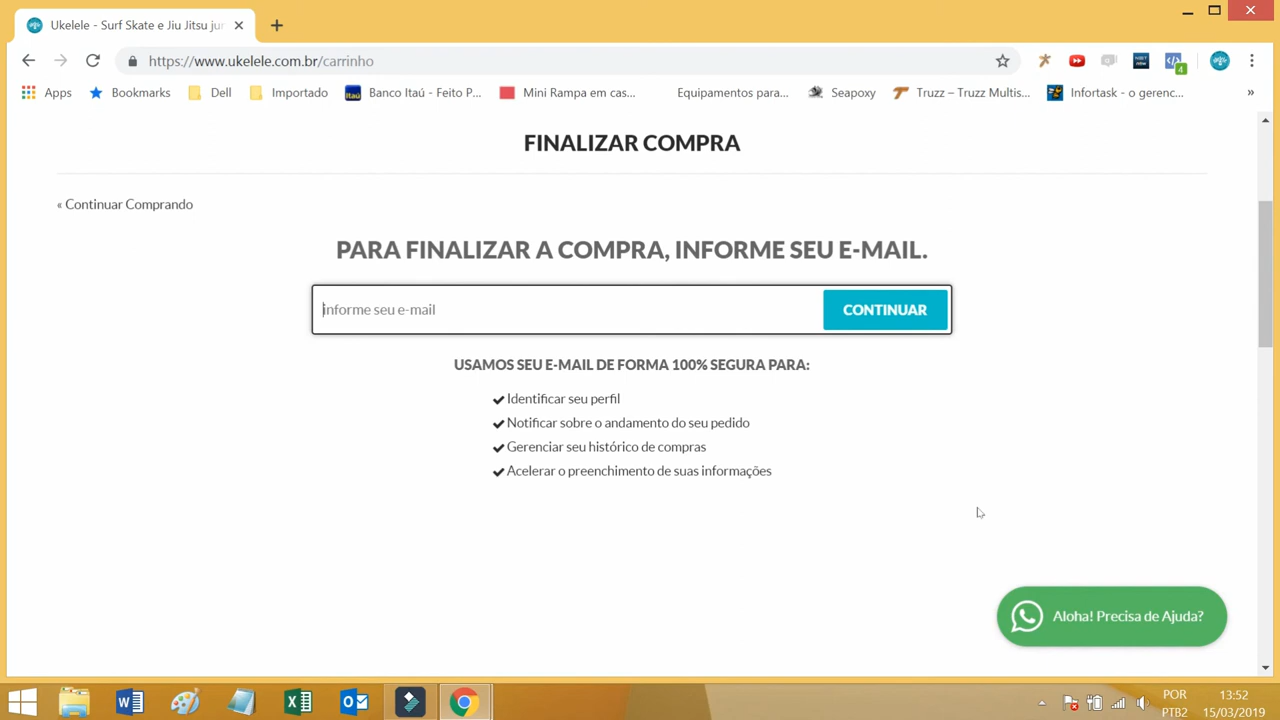 Ukelele - Surf Skate e Jiu Jitsu jur
https://www.ukelele.com.br/carrinho
4
Apps Bookmarks Dell Importado Banco Itaú - Feito P... Mini Rampa em cas... Equipamentos para... Seapoxy Truzz – Truzz Multis... Infortask - o gerenc... »
FINALIZAR COMPRA
« Continuar Comprando
PARA FINALIZAR A COMPRA, INFORME SEU E-MAIL.
informe seu e-mail CONTINUAR
USAMOS SEU E-MAIL DE FORMA 100% SEGURA PARA:
Identificar seu perfil
Notificar sobre o andamento do seu pedido
Gerenciar seu histórico de compras
Acelerar o preenchimento de suas informações
Aloha! Precisa de Ajuda?
POR 13:52
PTB2 15/03/2019